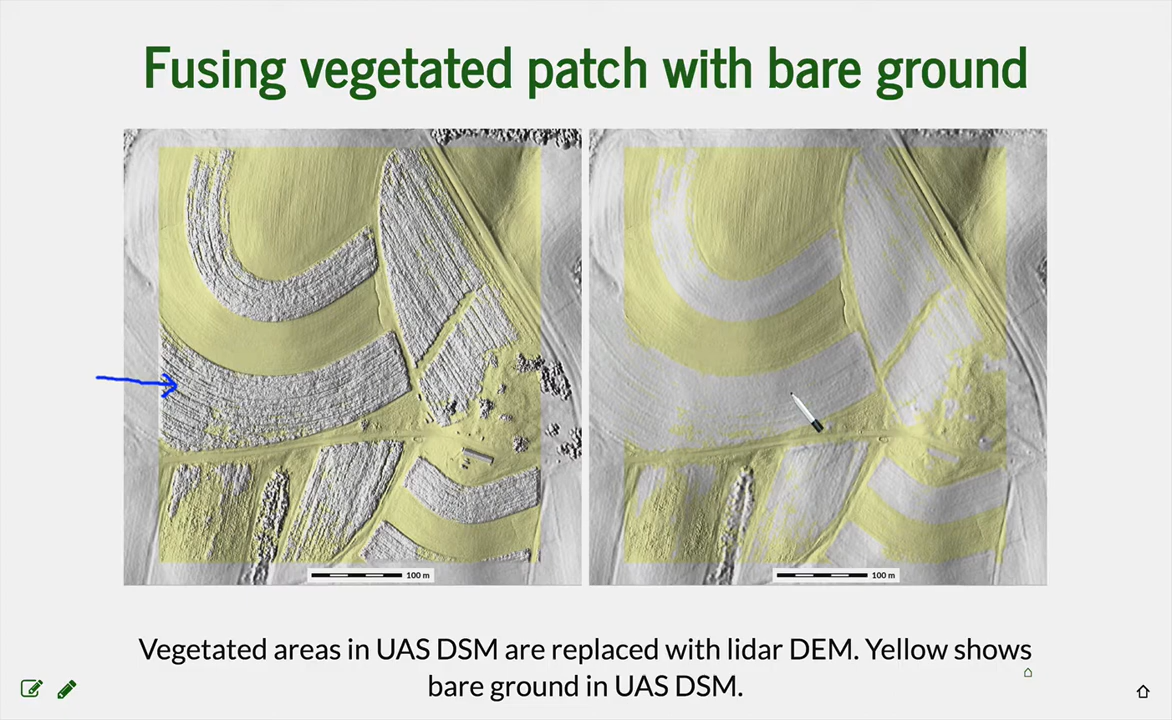 Fusing vegetated patch with bare ground
100 m
100 m
Vegetated areas in UAS DSM are replaced with lidar DEM. Yellow shows
bare ground in UAS DSM.